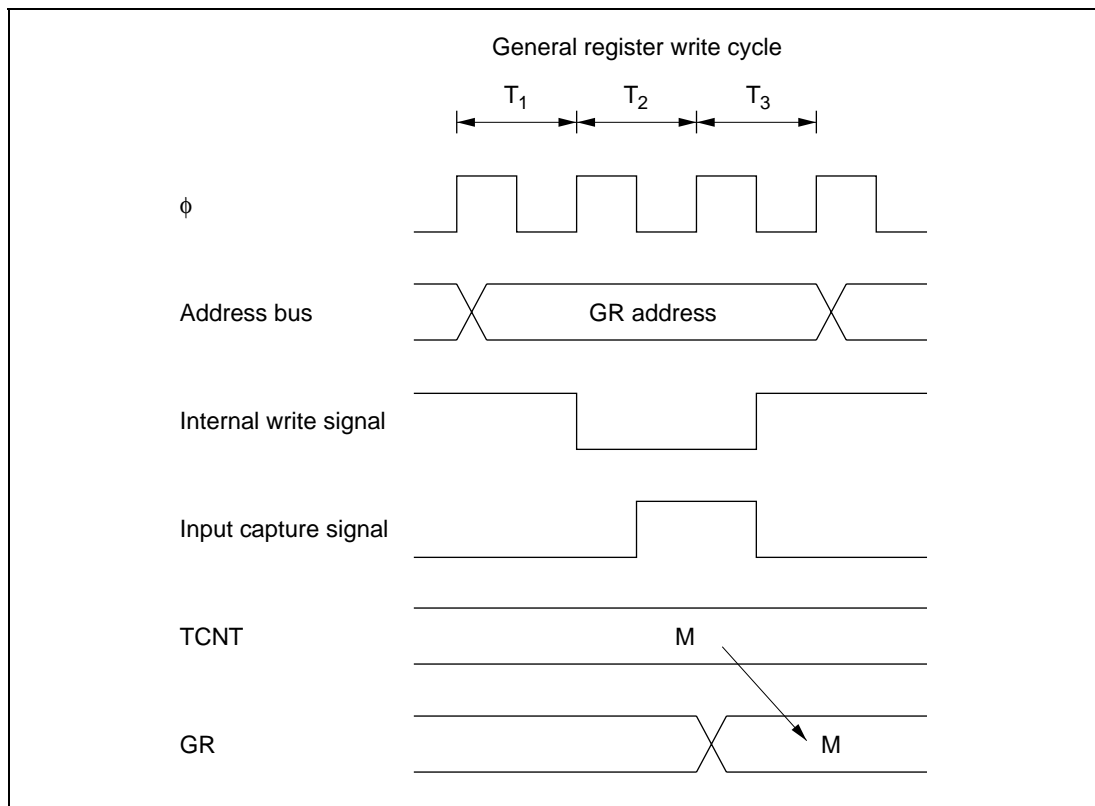 General register write cycle
T1 T2 T3
φ
Address bus
GR address
Internal write signal
Input capture signal
TCNT
M
GR
M